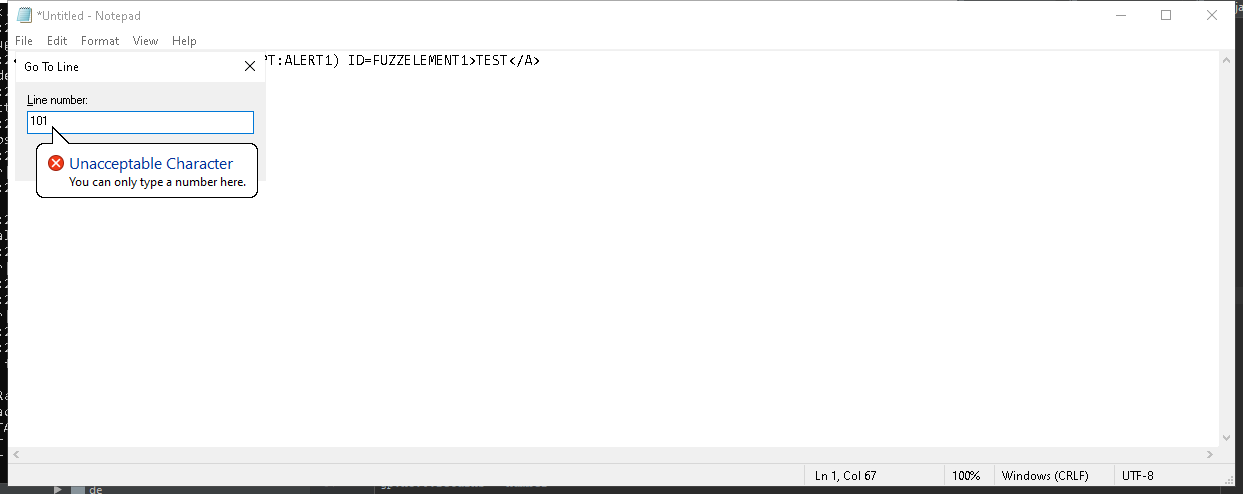 *Untitled - Notepad
File Edit Format View Help
PT:ALERT1) ID=FUZZELEMENT1>TEST</A>
Go To Line
Line number:
101
Unacceptable Character
You can only type a number here.
Ln 1, Col 67 100% Windows (CRLF) UTF-8
de